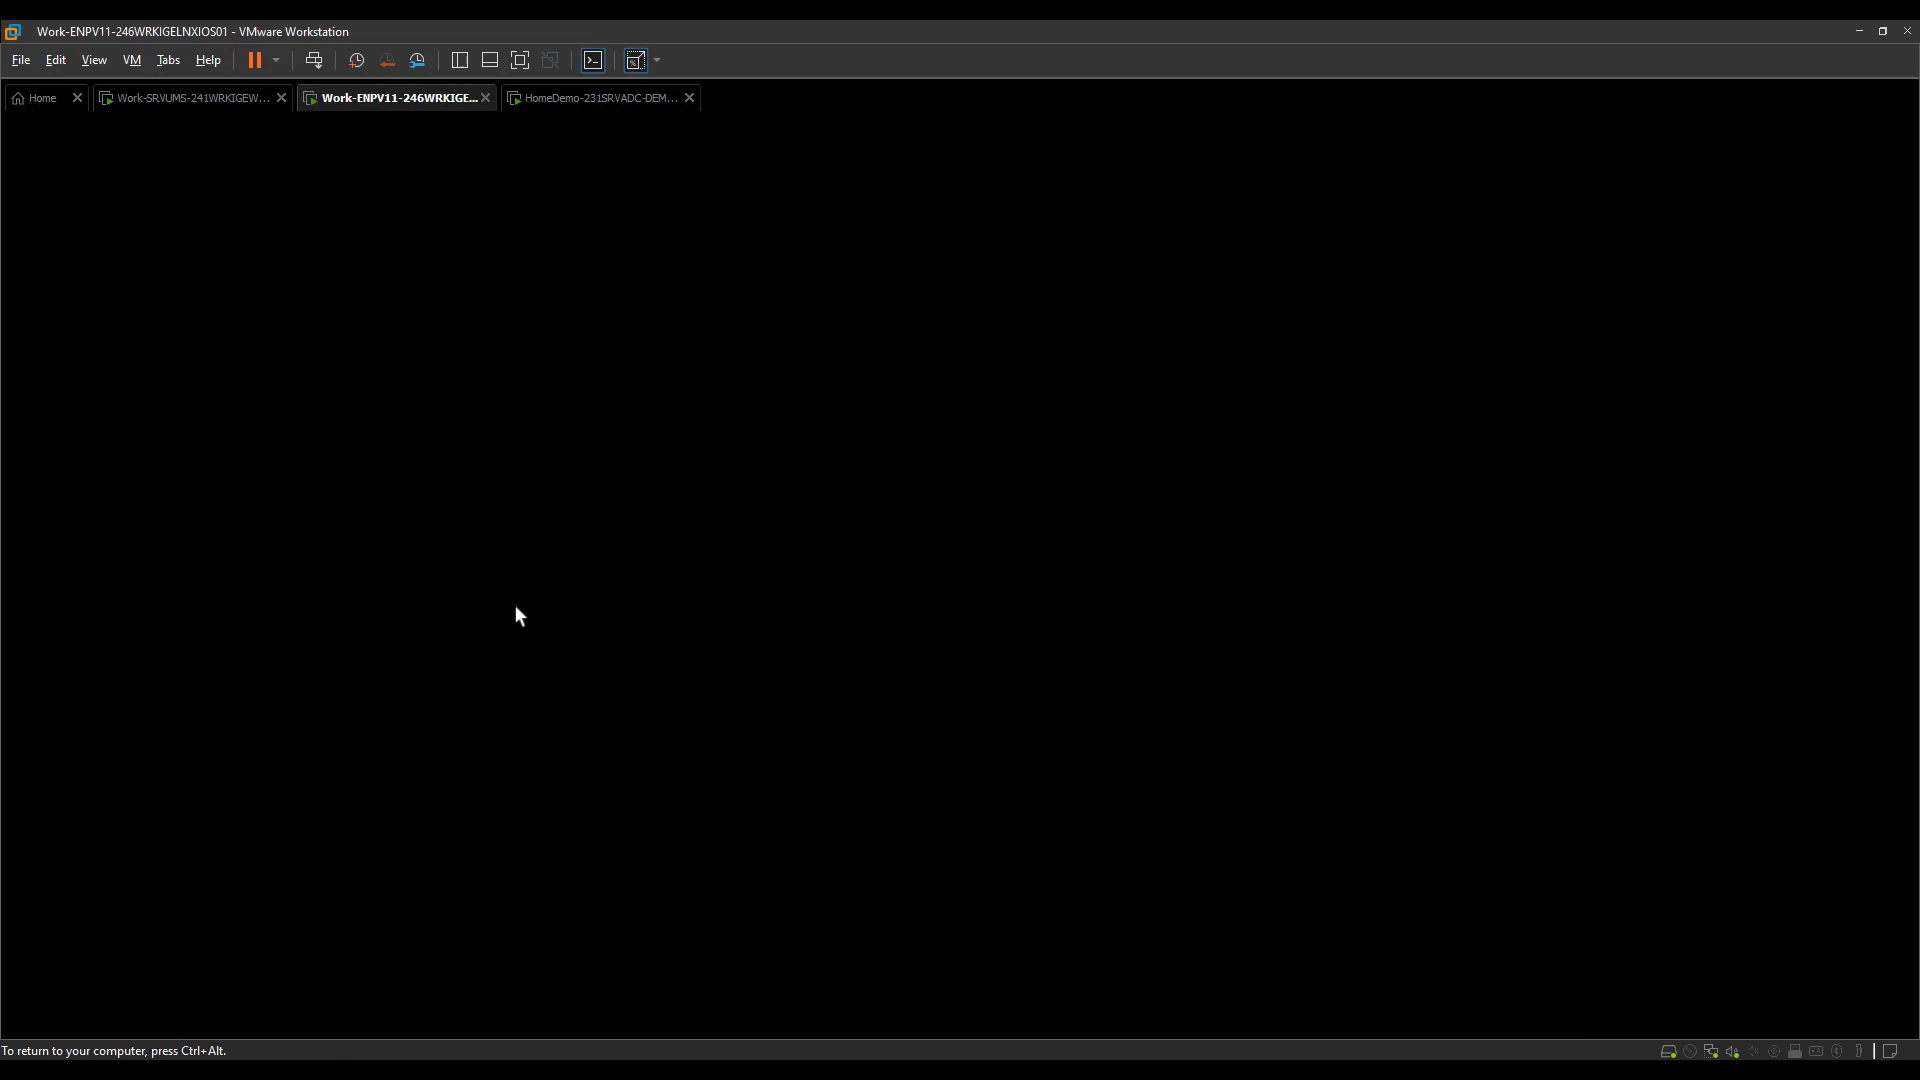 Work-ENPV11-246WRKIGELNXIOS01 - VMware Workstation
File Edit View VM Tabs Help
Home Work-SRVUMS-241WRKIGEW... Work-ENPV11-246WRKIGE... HomeDemo-231SRVADC-DEM...
To return to your computer, press Ctrl+Alt.